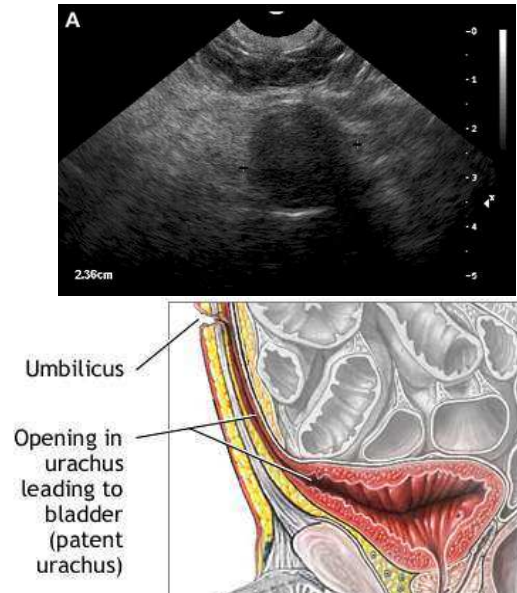 A
-0
-1
-2
-3
-4
-5
2.36cm
Umbilicus
Opening in
urachus
leading to
bladder
(patent
urachus)